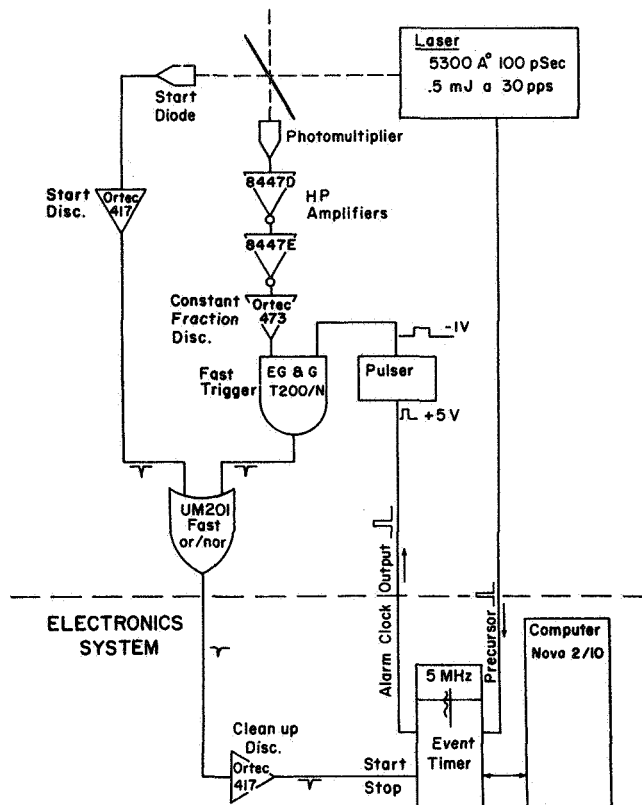 Laser
5300 A° 100 pSec
.5 mJ a 30 pps
Start
Diode
Photomultiplier
8447D
HP
Amplifiers
Start
Disc.
Ortec
417
8447E
Constant
Fraction
Disc.
Ortec
473
-1V
Fast
Trigger
EG & G
T200/N
Pulser
+5V
UM201
Fast
or/nor
Alarm Clock Output
Precursor
ELECTRONICS
SYSTEM
Computer
Nova 2/10
5 MHz
Clean up
Disc.
Event
Timer
Ortec
417
Start
Stop